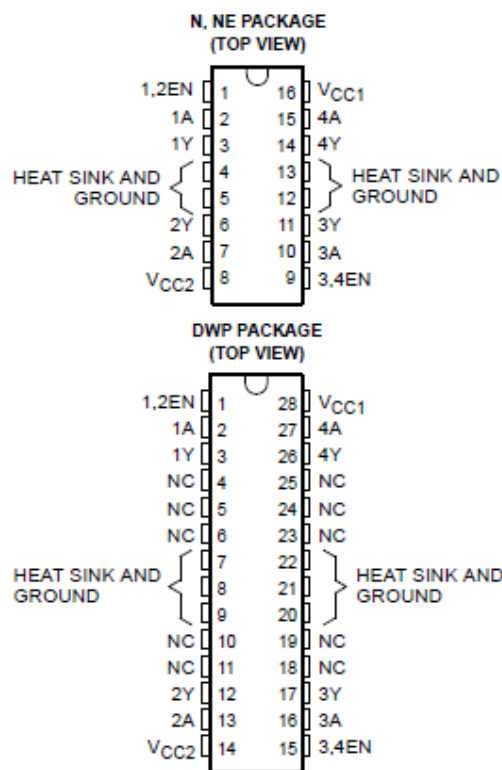 N, NE PACKAGE
(TOP VIEW)
1,2EN 1 16 VCC1
1A 2 15 4A
1Y 3 14 4Y
4 13
HEAT SINK AND HEAT SINK AND
GROUND GROUND
5 12
2Y 6 11 3Y
2A 7 10 3A
VCC2 8 9 3,4EN
DWP PACKAGE
(TOP VIEW)
1,2EN 1 28 VCC1
1A 2 27 4A
1Y 3 26 4Y
NC 4 25 NC
NC 5 24 NC
NC 6 23 NC
7 22
HEAT SINK AND 8 21 HEAT SINK AND
GROUND GROUND
9 20
NC 10 19 NC
NC 11 18 NC
2Y 12 17 3Y
2A 13 16 3A
VCC2 14 15 3,4EN